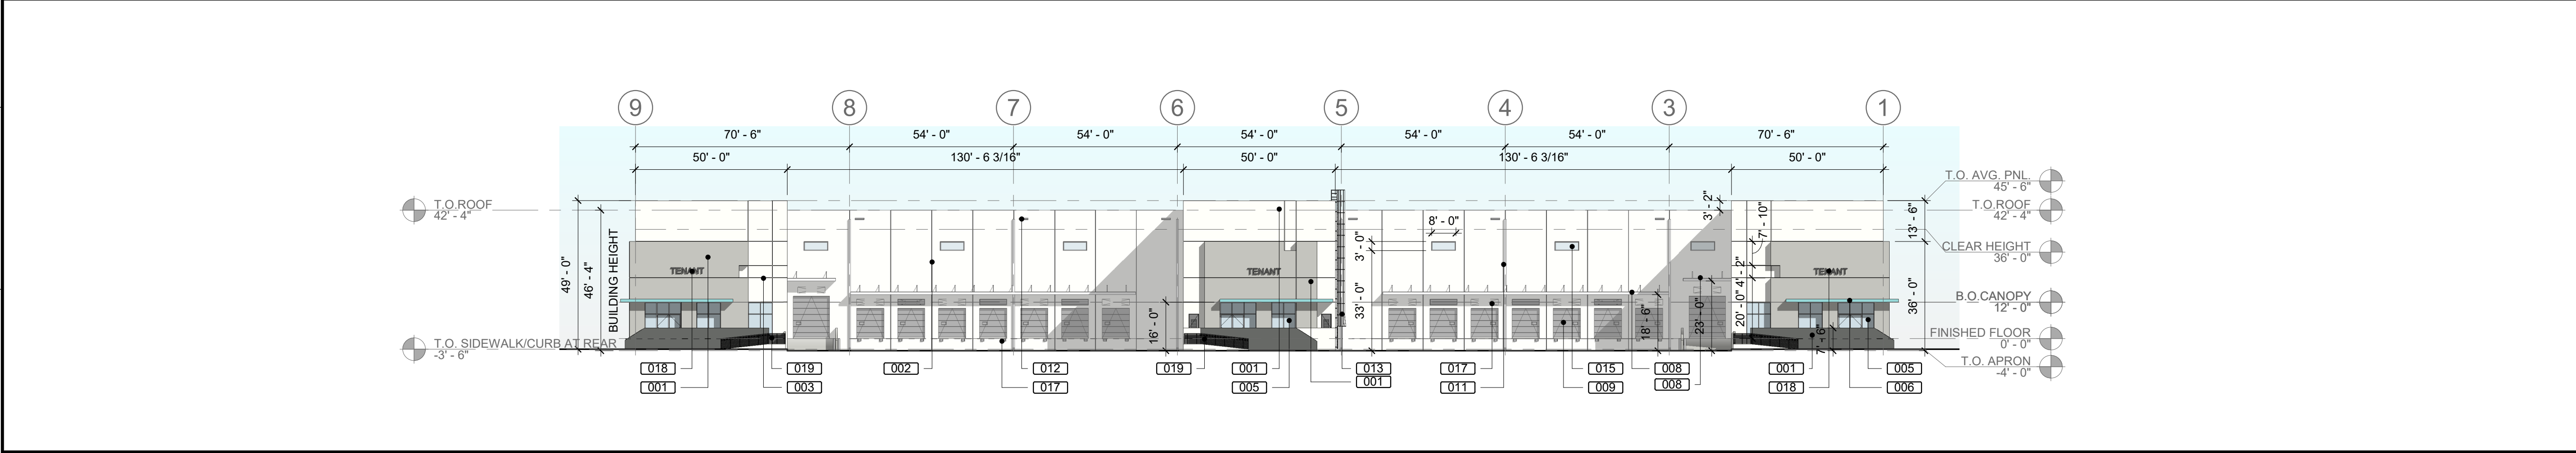 9 8 7 6 5 4 3 1
70' - 6" 54' - 0" 54' - 0" 54' - 0" 54' - 0" 54' - 0" 70' - 6"
50' - 0" 130' - 6 3/16" 50' - 0" 130' - 6 3/16" 50' - 0"
T.O.ROOF
42' - 4"
T.O. SIDEWALK/CURB AT REAR
-3' - 6"
49' - 0"
46' - 4"
BUILDING HEIGHT
TENANT
16' - 0"
TENANT
33' - 0"
3' - 0"
8' - 0"
18' - 6"
23' - 0"
3' - 2"
20' - 0"
4' - 2"
7' - 10"
7' - 6"
TENANT
13' - 6"
36' - 0"
T.O. AVG. PNL.
45' - 6"
T.O.ROOF
42' - 4"
CLEAR HEIGHT
36' - 0"
B.O.CANOPY
12' - 0"
FINISHED FLOOR
0' - 0"
T.O. APRON
-4' - 0"
018 019 002 012 019 001 013 017 015 008 001 005
001 003 017 005 001 011 009 008 018 006